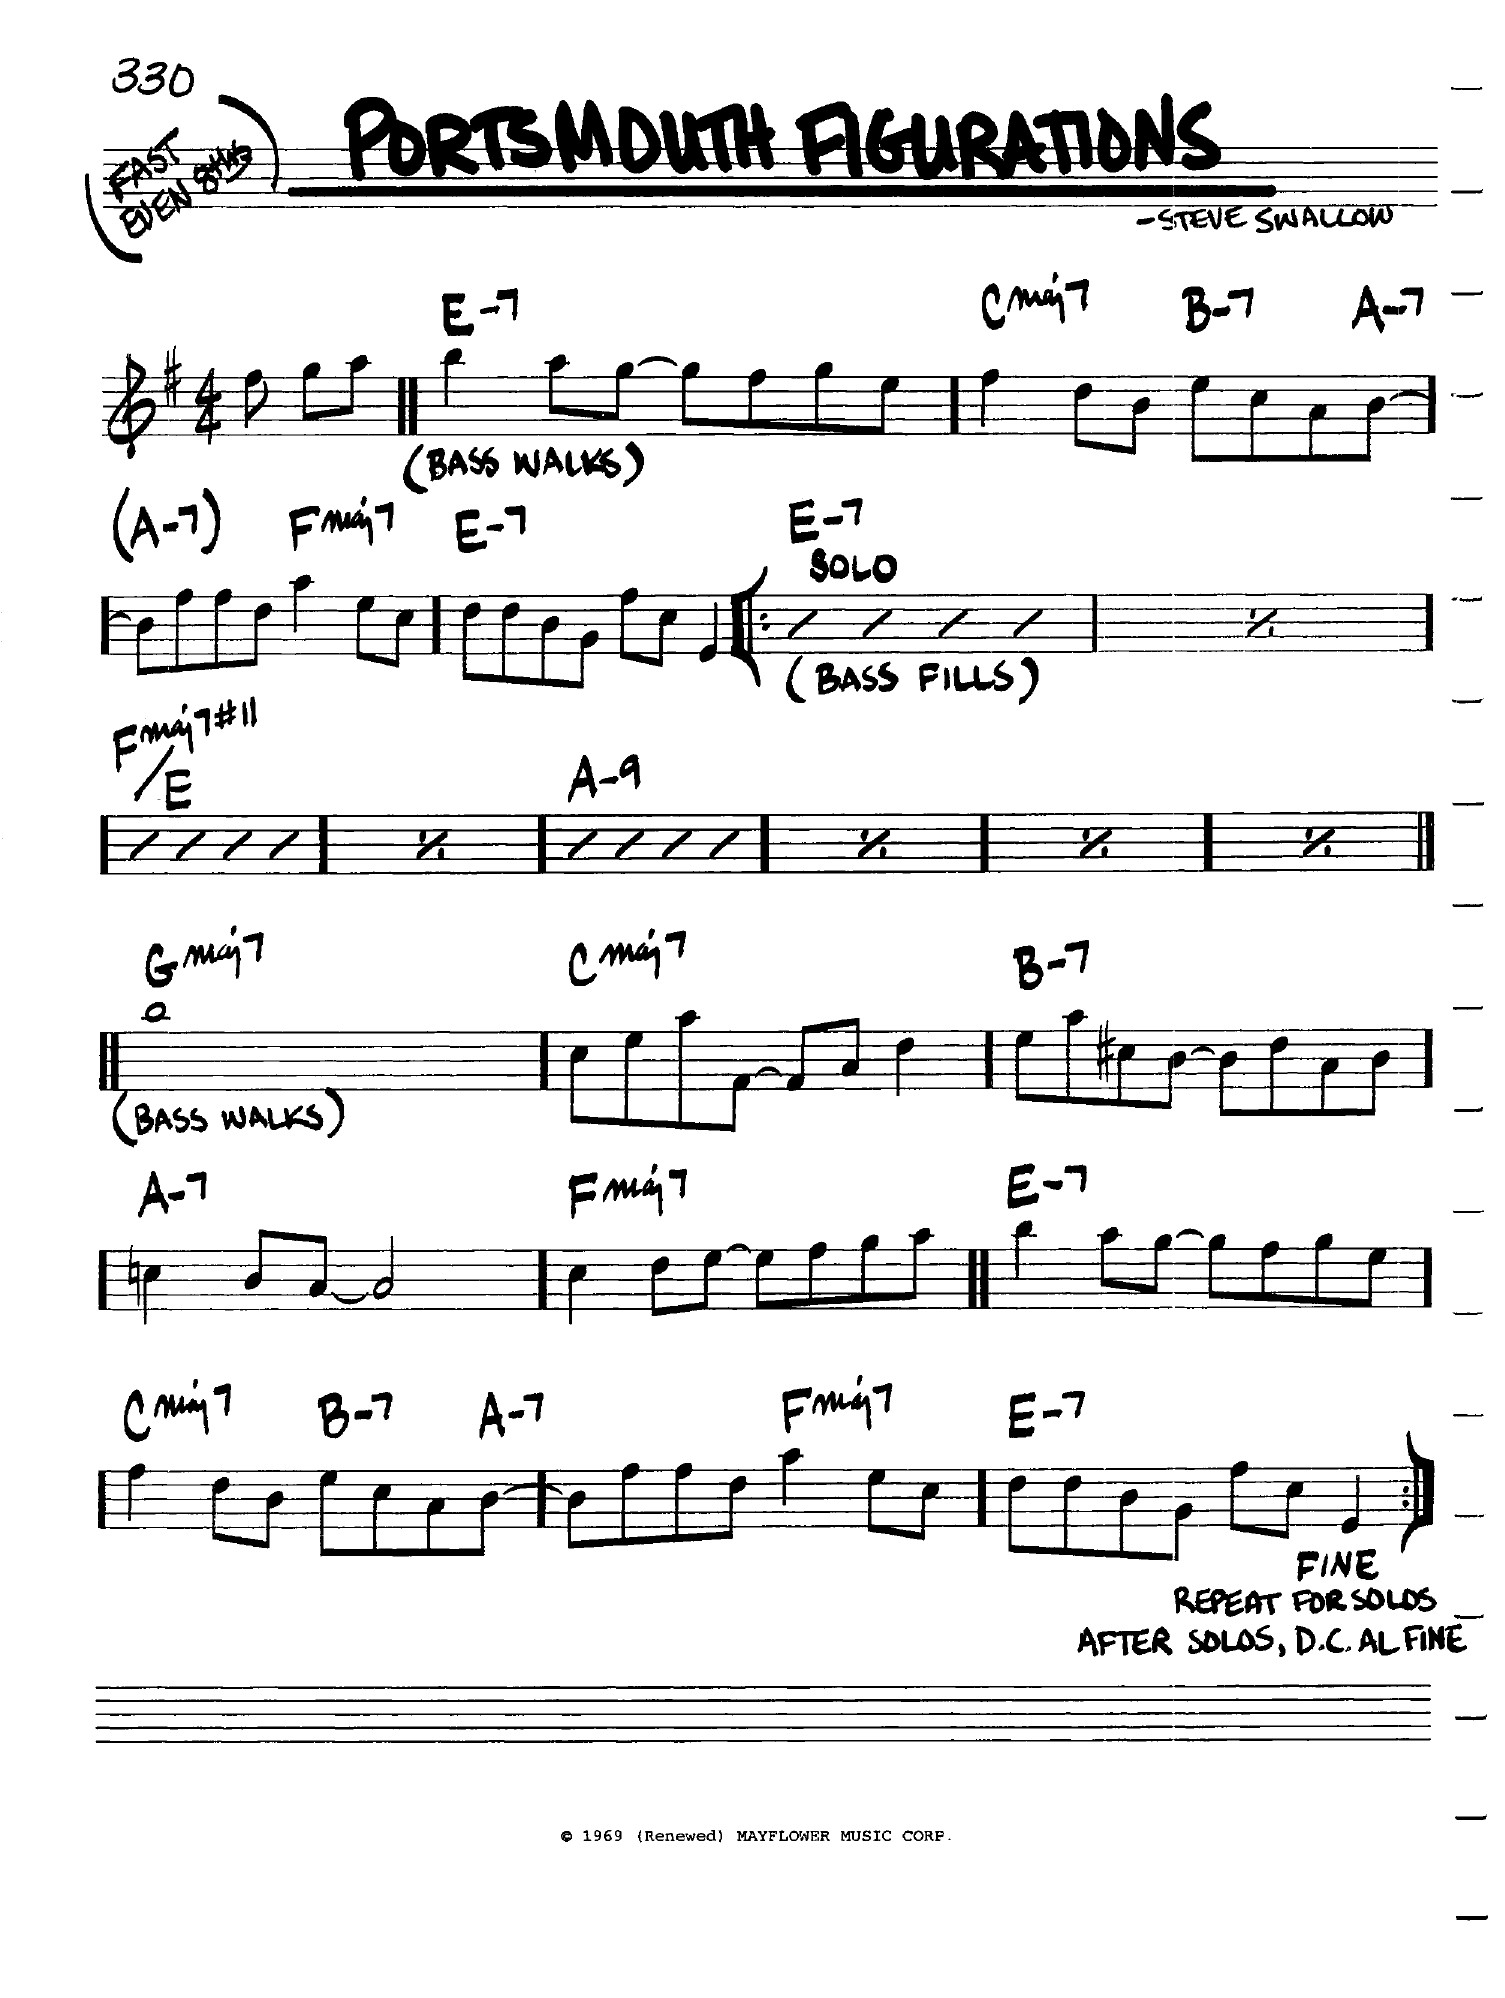 330
(FAST
EVEN 8THS)
PORTSMOUTH FIGURATIONS
-STEVE SWALLOW
E-7 Cmaj7 B-7 A-7
4
4
(BASS WALKS)
(A-7) Fmaj7 E-7 E-7
SOLO
(BASS FILLS)
Fmaj7#11
/E A-9
Gmaj7 Cmaj7 B-7
(BASS WALKS)
A-7 Fmaj7 E-7
Cmaj7 B-7 A-7 Fmaj7 E-7
FINE
REPEAT FOR SOLOS
AFTER SOLOS, D.C. AL FINE
© 1969 (Renewed) MAYFLOWER MUSIC CORP.